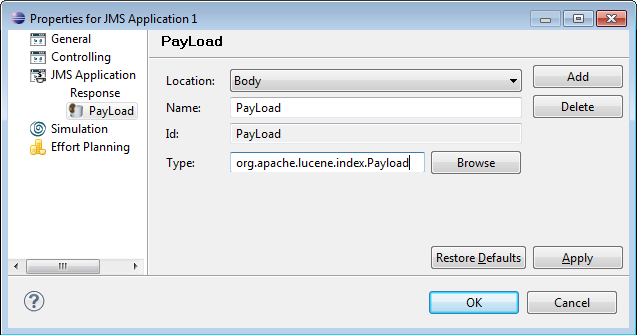 Properties for JMS Application 1
General
Controlling
JMS Application
Response
PayLoad
Simulation
Effort Planning
PayLoad
Location: Body Add
Name: PayLoad Delete
Id: PayLoad
Type: org.apache.lucene.index.Payload Browse
Restore Defaults Apply
? OK Cancel